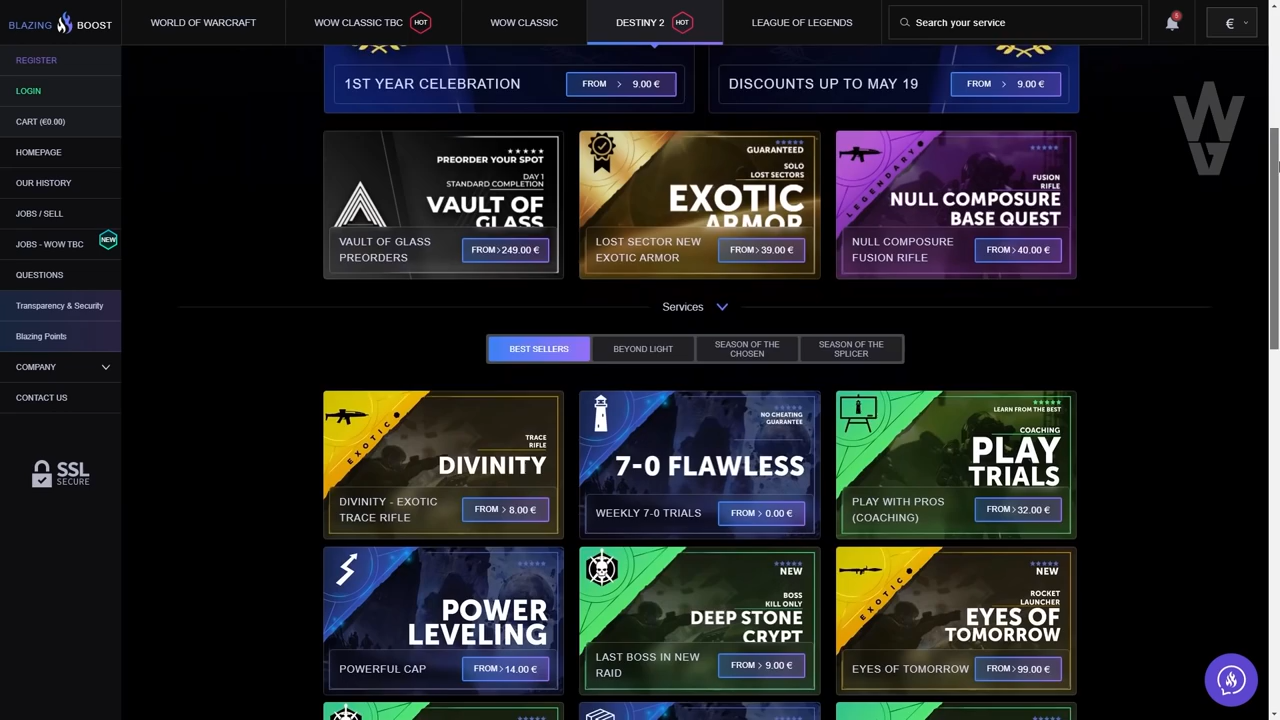 BLAZING BOOST
WORLD OF WARCRAFT
WOW CLASSIC TBC
HOT
WOW CLASSIC
DESTINY 2
HOT
LEAGUE OF LEGENDS
Search your service
€
REGISTER
LOGIN
CART (€0.00)
HOMEPAGE
OUR HISTORY
JOBS / SELL
JOBS - WOW TBC
NEW
QUESTIONS
Transparency & Security
Blazing Points
COMPANY
CONTACT US
SSL
SECURE
1ST YEAR CELEBRATION
FROM > 9.00 €
DISCOUNTS UP TO MAY 19
FROM > 9.00 €
PREORDER YOUR SPOT
DAY 1
STANDARD COMPLETION
VAULT OF
GLASS
VAULT OF GLASS
PREORDERS
FROM > 249.00 €
GUARANTEED
SOLO
LOST SECTORS
EXOTIC
ARMOR
LOST SECTOR NEW
EXOTIC ARMOR
FROM > 39.00 €
LEGENDARY
FUSION
RIFLE
NULL COMPOSURE
BASE QUEST
NULL COMPOSURE
FUSION RIFLE
FROM > 40.00 €
Services
BEST SELLERS
BEYOND LIGHT
SEASON OF THE
CHOSEN
SEASON OF THE
SPLICER
EXOTIC
TRACE
RIFLE
DIVINITY
DIVINITY - EXOTIC
TRACE RIFLE
FROM > 8.00 €
NO CHEATING
GUARANTEE
7-0 FLAWLESS
WEEKLY 7-0 TRIALS
FROM > 0.00 €
LEARN FROM THE BEST
COACHING
PLAY
TRIALS
PLAY WITH PROS
(COACHING)
FROM > 32.00 €
POWER
LEVELING
POWERFUL CAP
FROM > 14.00 €
NEW
BOSS
KILL ONLY
DEEP STONE
CRYPT
LAST BOSS IN NEW
RAID
FROM > 9.00 €
EXOTIC
NEW
ROCKET
LAUNCHER
EYES OF
TOMORROW
EYES OF TOMORROW
FROM > 99.00 €